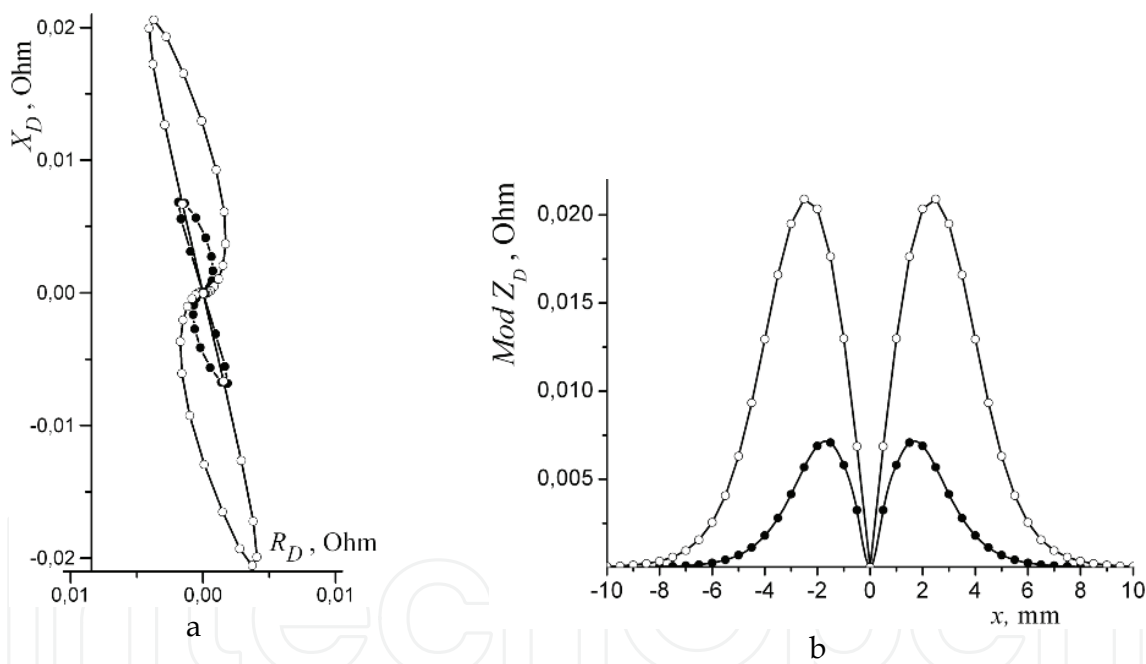 X_D , Ohm
0,02
0,01
0,00
-0,01
-0,02
R_D , Ohm
0,01 0,00 0,01
a
Mod Z_D , Ohm
0,020
0,015
0,010
0,005
-10 -8 -6 -4 -2 0 2 4 6 8 10
x, mm
b